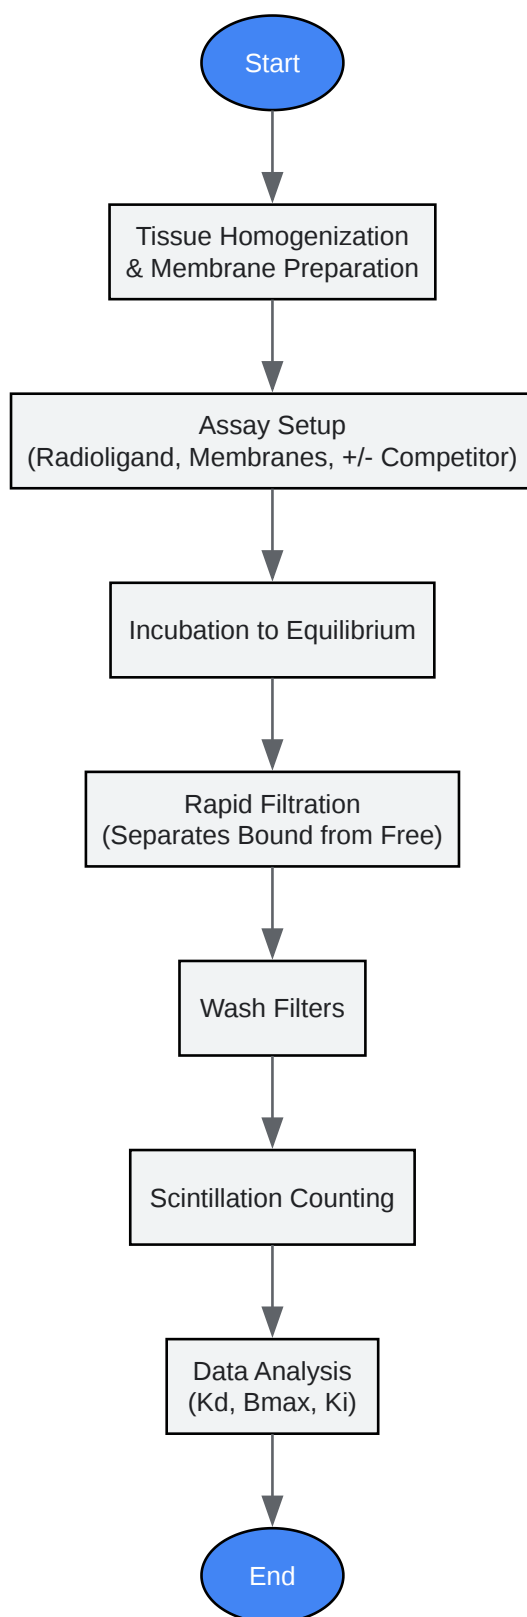 Start
Tissue Homogenization
& Membrane Preparation
Assay Setup
(Radioligand, Membranes, +/- Competitor)
Incubation to Equilibrium
Rapid Filtration
(Separates Bound from Free)
Wash Filters
Scintillation Counting
Data Analysis
(Kd, Bmax, Ki)
End